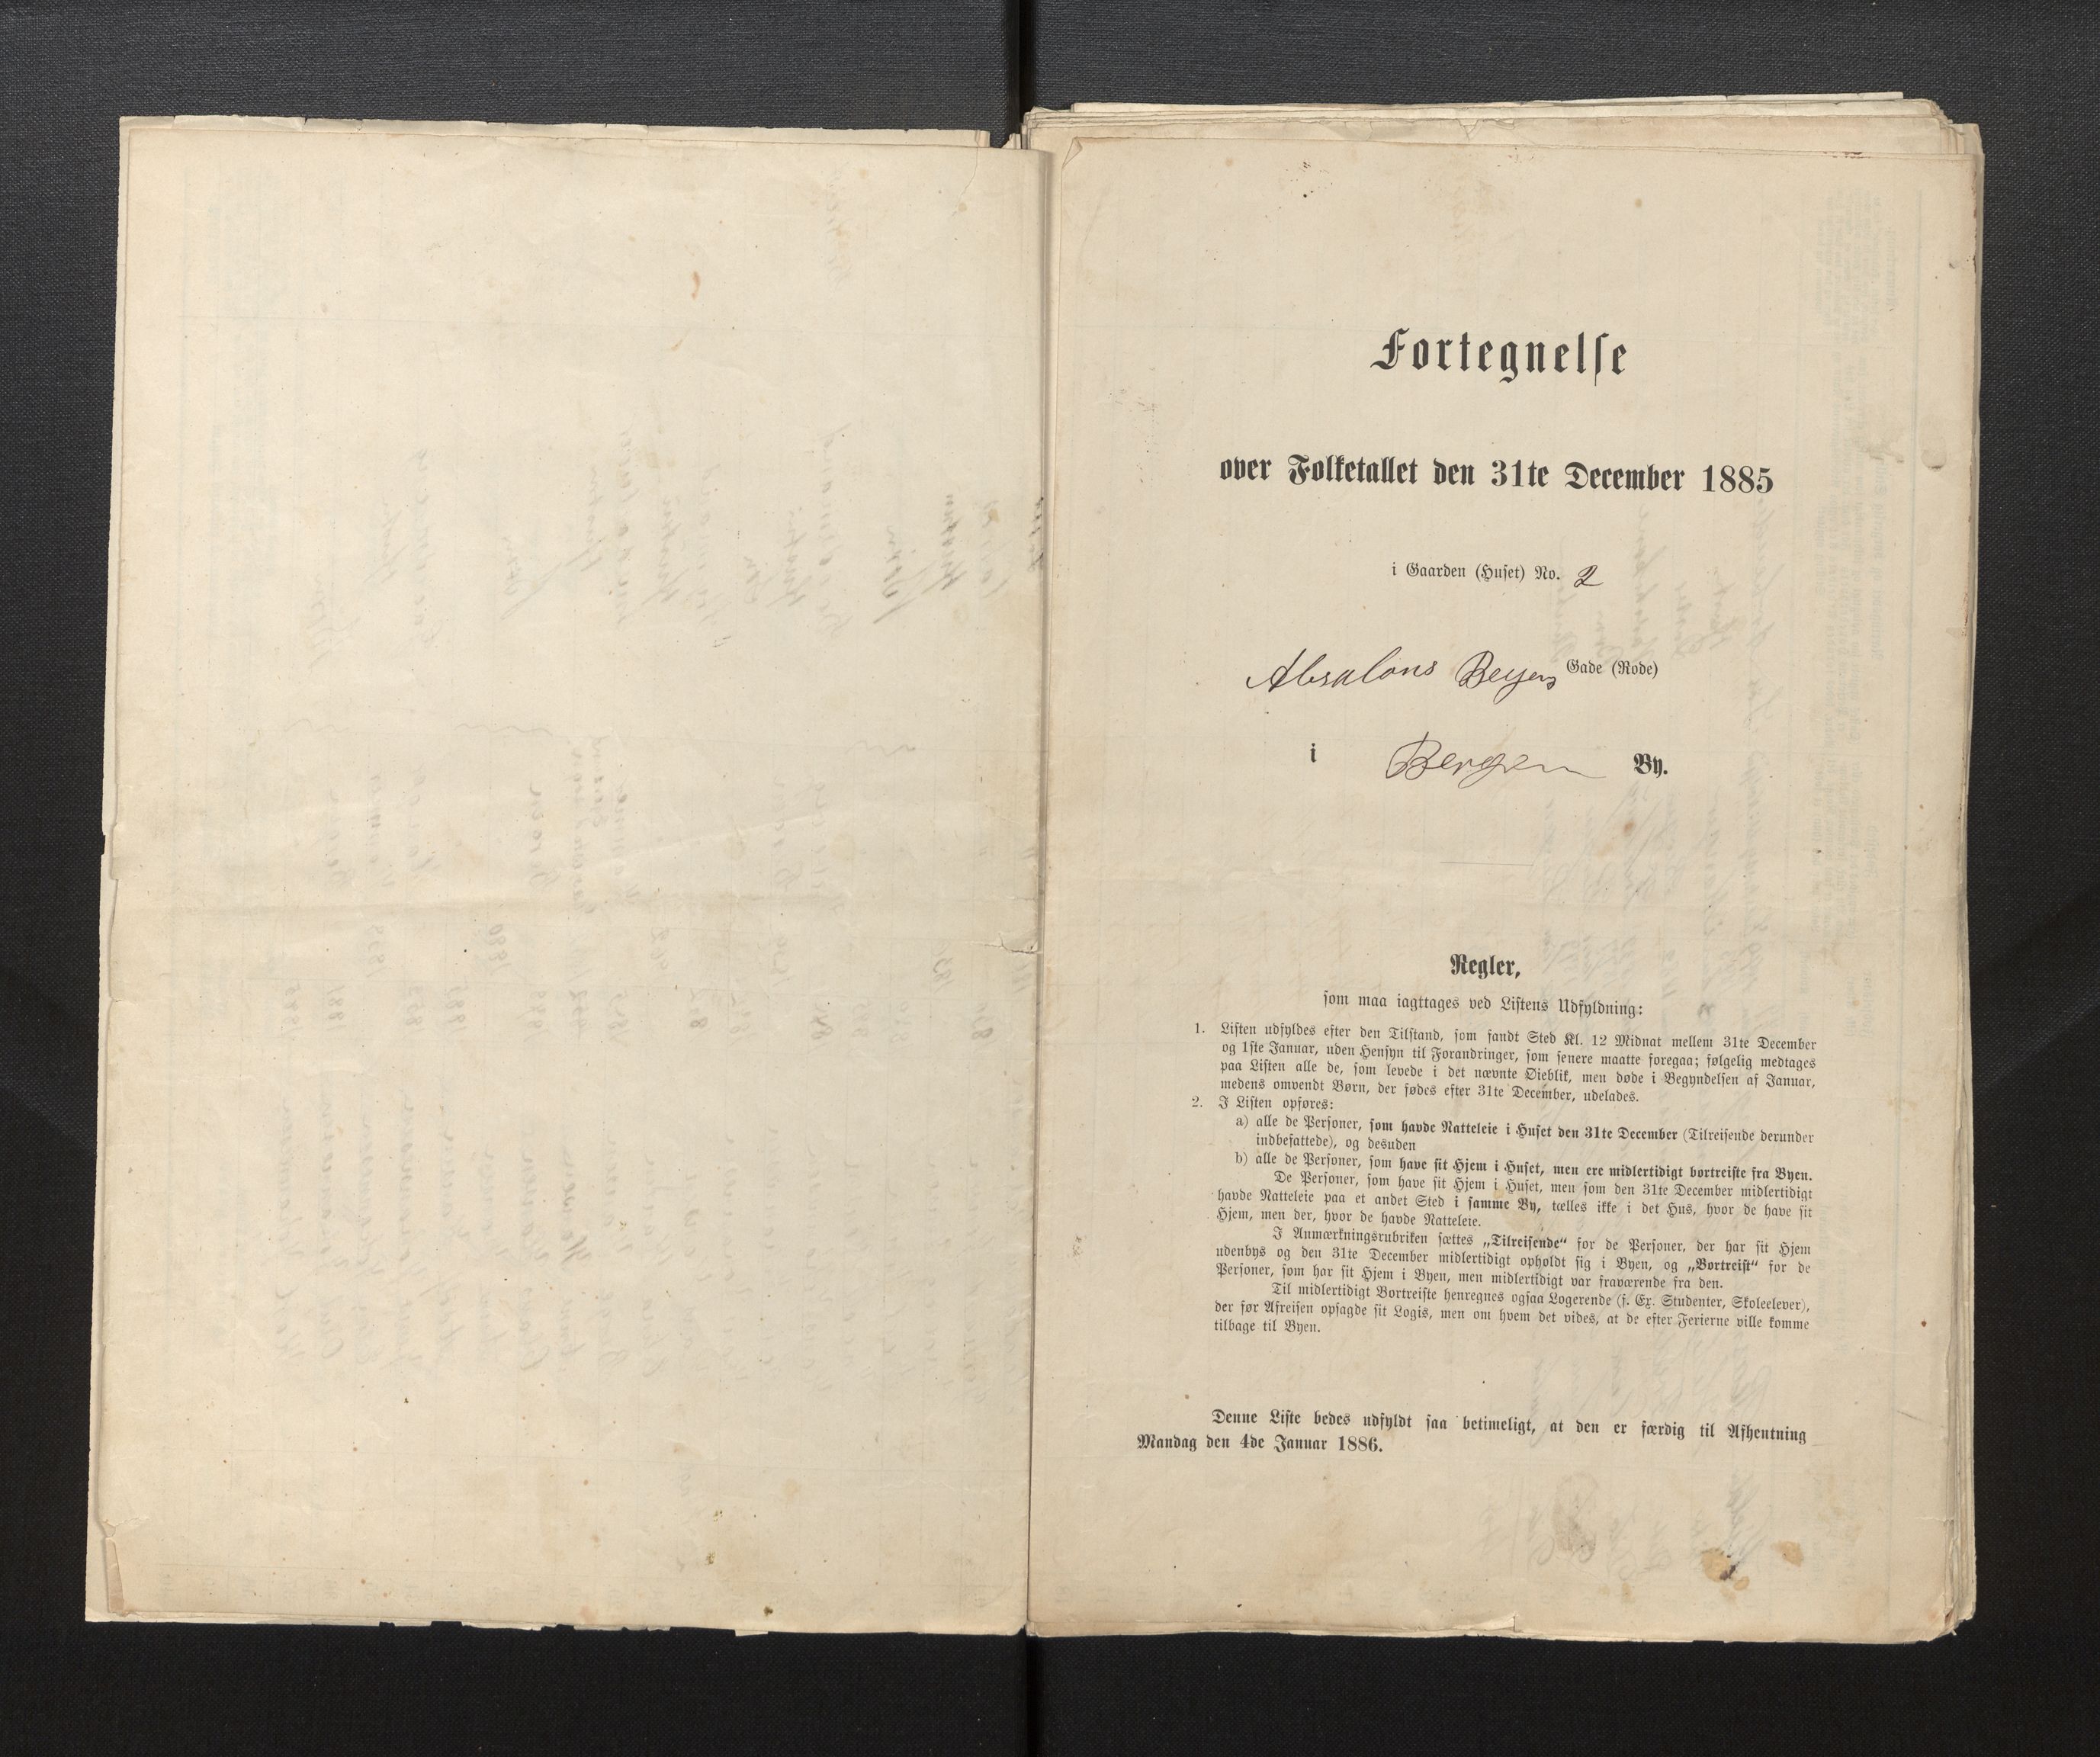 Fortegnelse
over Folketallet den 31te December 1885
i Gaarden (Huset) No. 2
Absalons Beyers Gade (Rode)
i Bergen By.
Regler,
som maa iagttages ved Listens Udfyldning:
1. Listen udfyldes efter den Tilstand, som fandt Sted Kl. 12 Midnat mellem 31te December
og 1ste Januar, uden Hensyn til Forandringer, som senere maatte foregaa; følgelig medtages
paa Listen alle de, som levede i det nævnte Øieblik, men døde i Begyndelsen af Januar,
medens omvendt Børn, der fødes efter 31te December, udelades.
2. I Listen opføres:
a) alle de Personer, som havde Natteleie i Huset den 31te December (Tilreisende derunder
indbefattede), og desuden
b) alle de Personer, som have sit Hjem i Huset, men ere midlertidigt bortreiste fra Byen.
De Personer, som have sit Hjem i Huset, men som den 31te December midlertidigt
havde Natteleie paa et andet Sted i samme By, tælles ikke i det Hus, hvor de have sit
Hjem, men der, hvor de havde Natteleie.
I Anmærkningsrubriken sættes „Tilreisende“ for de Personer, der har sit Hjem
udenbys og den 31te December midlertidigt opholdt sig i Byen, og „Bortreist“ for de
Personer, som har sit Hjem i Byen, men midlertidigt var fraværende fra den.
Til midlertidigt Bortreiste henregnes ogsaa Logerende (f. Ex. Studenter, Skoleelever),
der før Afreisen opsagde sit Logis, men om hvem det vides, at de efter Ferierne ville komme
tilbage til Byen.
Denne Liste bedes udfyldt saa betimeligt, at den er færdig til Afhentning
Mandag den 4de Januar 1886.